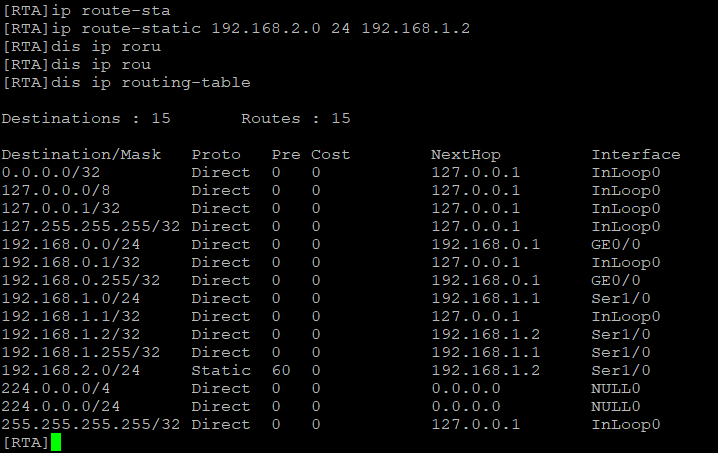 [RTA]ip route-sta
[RTA]ip route-static 192.168.2.0 24 192.168.1.2
[RTA]dis ip roru
[RTA]dis ip rou
[RTA]dis ip routing-table
Destinations : 15 Routes : 15
Destination/Mask Proto Pre Cost NextHop Interface
0.0.0.0/32 Direct 0 0 127.0.0.1 InLoop0
127.0.0.0/8 Direct 0 0 127.0.0.1 InLoop0
127.0.0.1/32 Direct 0 0 127.0.0.1 InLoop0
127.255.255.255/32 Direct 0 0 127.0.0.1 InLoop0
192.168.0.0/24 Direct 0 0 192.168.0.1 GE0/0
192.168.0.1/32 Direct 0 0 127.0.0.1 InLoop0
192.168.0.255/32 Direct 0 0 192.168.0.1 GE0/0
192.168.1.0/24 Direct 0 0 192.168.1.1 Ser1/0
192.168.1.1/32 Direct 0 0 127.0.0.1 InLoop0
192.168.1.2/32 Direct 0 0 192.168.1.2 Ser1/0
192.168.1.255/32 Direct 0 0 192.168.1.1 Ser1/0
192.168.2.0/24 Static 60 0 192.168.1.2 Ser1/0
224.0.0.0/4 Direct 0 0 0.0.0.0 NULL0
224.0.0.0/24 Direct 0 0 0.0.0.0 NULL0
255.255.255.255/32 Direct 0 0 127.0.0.1 InLoop0
[RTA]